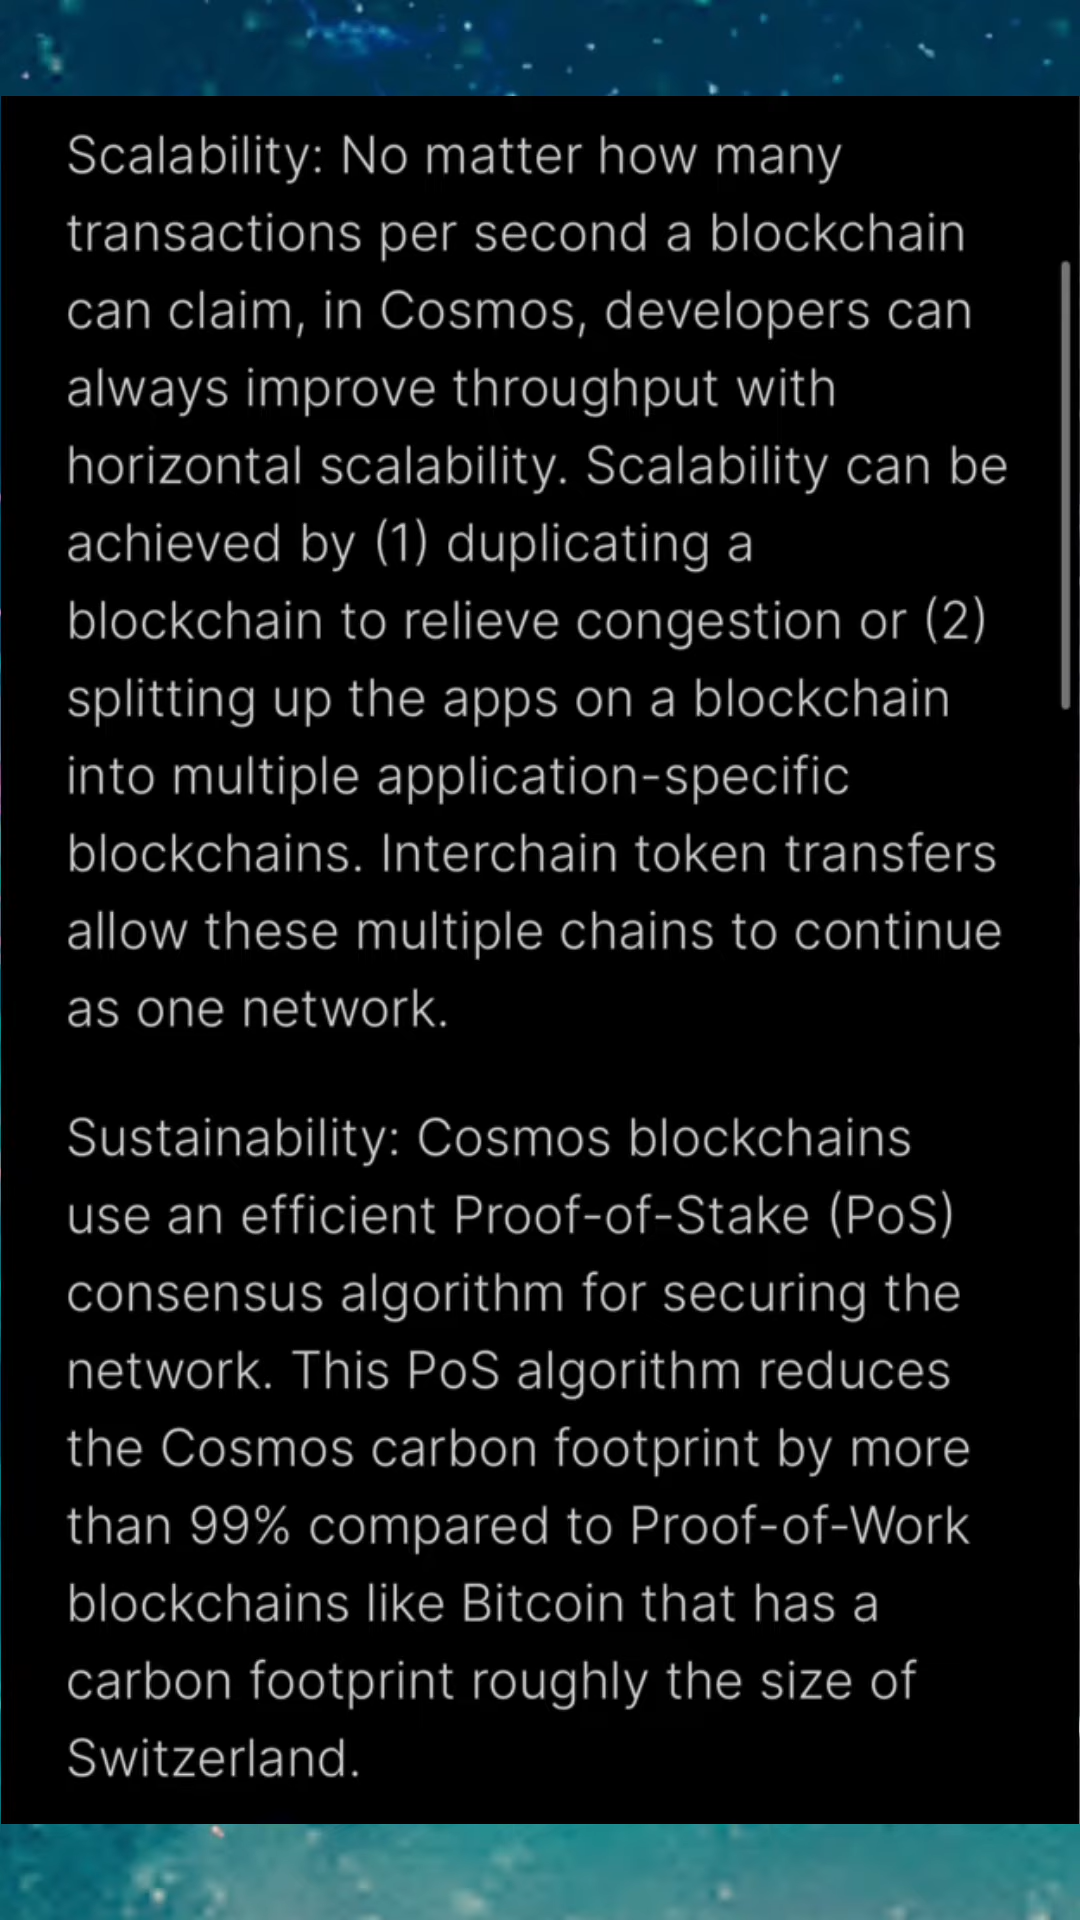 Scalability: No matter how many
transactions per second a blockchain
can claim, in Cosmos, developers can
always improve throughput with
horizontal scalability. Scalability can be
achieved by (1) duplicating a
blockchain to relieve congestion or (2)
splitting up the apps on a blockchain
into multiple application-specific
blockchains. Interchain token transfers
allow these multiple chains to continue
as one network.
Sustainability: Cosmos blockchains
use an efficient Proof-of-Stake (PoS)
consensus algorithm for securing the
network. This PoS algorithm reduces
the Cosmos carbon footprint by more
than 99% compared to Proof-of-Work
blockchains like Bitcoin that has a
carbon footprint roughly the size of
Switzerland.